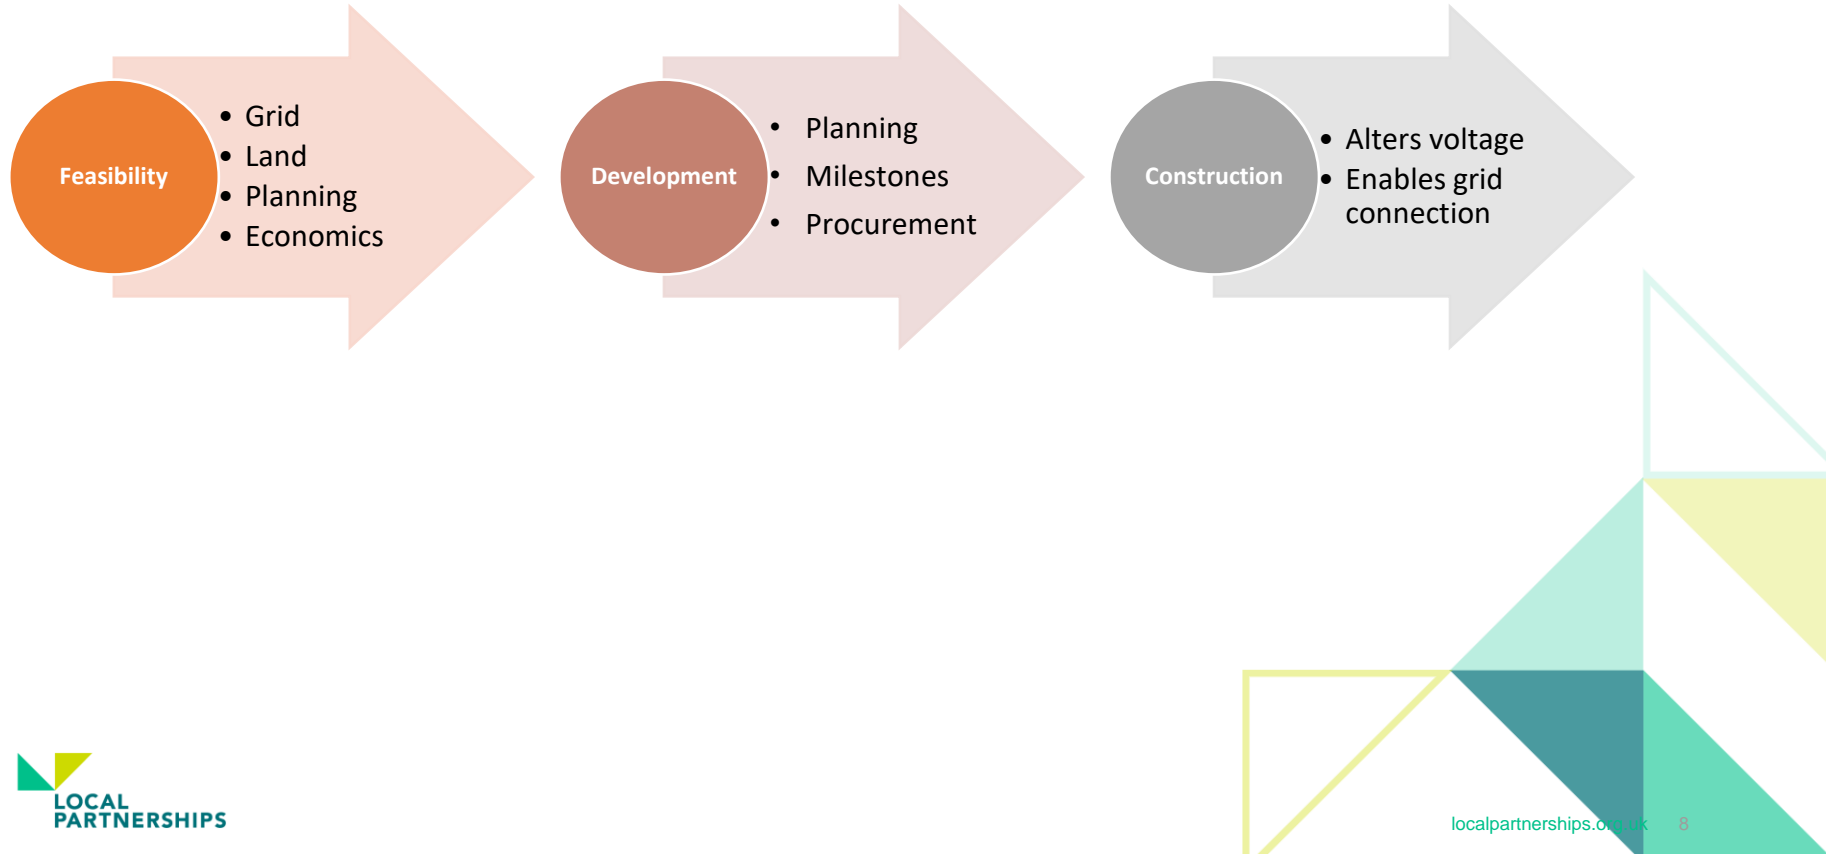 Feasibility
• Grid
• Land
• Planning
• Economics
Development
• Planning
• Milestones
• Procurement
Construction
• Alters voltage
• Enables grid
connection
LOCAL
PARTNERSHIPS
localpartnerships.org.uk 8